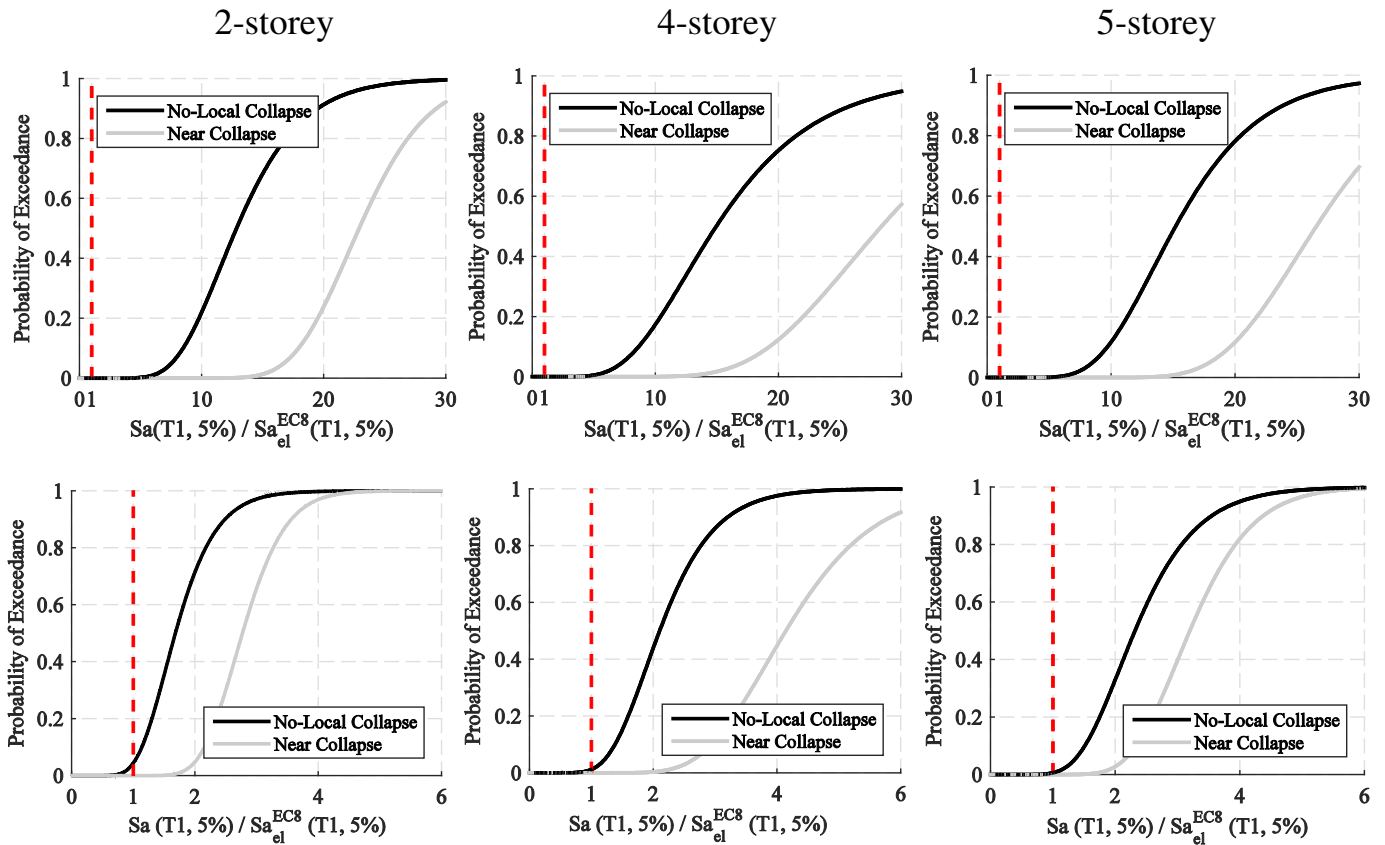 2-storey
4-storey
5-storey
Probability of Exceedance
1
0.8
0.6
0.4
0.2
0
No-Local Collapse
Near Collapse
01
10
20
30
Sa(T1, 5%) / Sa_el^EC8(T1, 5%)
Probability of Exceedance
1
0.8
0.6
0.4
0.2
0
No-Local Collapse
Near Collapse
01
10
20
30
Sa(T1, 5%) / Sa_el^EC8(T1, 5%)
Probability of Exceedance
1
0.8
0.6
0.4
0.2
0
No-Local Collapse
Near Collapse
01
10
20
30
Sa(T1, 5%) / Sa_el^EC8(T1, 5%)
Probability of Exceedance
1
0.8
0.6
0.4
0.2
0
No-Local Collapse
Near Collapse
0
1
2
4
6
Sa (T1, 5%) / Sa_el^EC8 (T1, 5%)
Probability of Exceedance
1
0.8
0.6
0.4
0.2
0
No-Local Collapse
Near Collapse
0
1
2
4
6
Sa (T1, 5%) / Sa_el^EC8 (T1, 5%)
Probability of Exceedance
1
0.8
0.6
0.4
0.2
0
No-Local Collapse
Near Collapse
0
1
2
4
6
Sa (T1, 5%) / Sa_el^EC8 (T1, 5%)